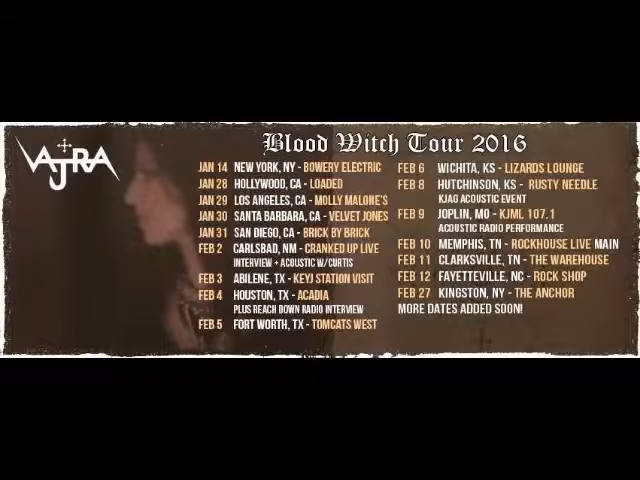 VAJRA
Blood Witch Tour 2016
JAN 14 NEW YORK, NY - BOWERY ELECTRIC
JAN 28 HOLLYWOOD, CA - LOADED
JAN 29 LOS ANGELES, CA - MOLLY MALONE'S
JAN 30 SANTA BARBARA, CA - VELVET JONES
JAN 31 SAN DIEGO, CA - BRICK BY BRICK
FEB 2 CARLSBAD, NM - CRANKED UP LIVE
INTERVIEW + ACOUSTIC W/CURTIS
FEB 3 ABILENE, TX - KEYJ STATION VISIT
FEB 4 HOUSTON, TX - ACADIA
PLUS REACH DOWN RADIO INTERVIEW
FEB 5 FORT WORTH, TX - TOMCATS WEST
FEB 6 WICHITA, KS - LIZARDS LOUNGE
FEB 8 HUTCHINSON, KS - RUSTY NEEDLE
KJAG ACOUSTIC EVENT
FEB 9 JOPLIN, MO - KJML 107.1
ACOUSTIC RADIO PERFORMANCE
FEB 10 MEMPHIS, TN - ROCKHOUSE LIVE MAIN
FEB 11 CLARKSVILLE, TN - THE WAREHOUSE
FEB 12 FAYETTEVILLE, NC - ROCK SHOP
FEB 27 KINGSTON, NY - THE ANCHOR
MORE DATES ADDED SOON!